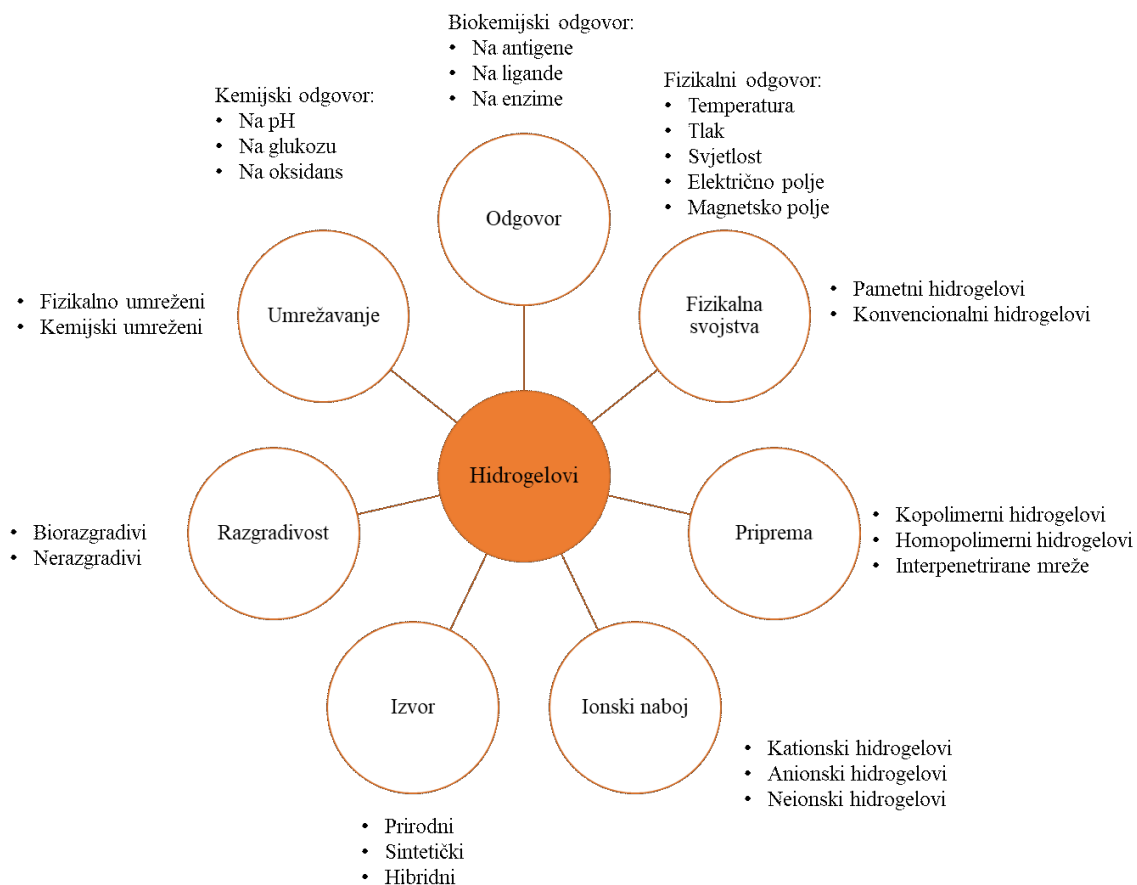 Biokemijski odgovor:
• Na antigene
• Na ligande
• Na enzime
Kemijski odgovor:
• Na pH
• Na glukozu
• Na oksidans
Fizikalni odgovor:
• Temperatura
• Tlak
• Svjetlost
• Električno polje
• Magnetsko polje
Odgovor
Umrežavanje
• Fizikalno umreženi
• Kemijski umreženi
Fizikalna
svojstva
• Pametni hidrogelovi
• Konvencionalni hidrogelovi
Hidrogelovi
Razgradivost
• Biorazgradivi
• Nerazgradivi
Priprema
• Kopolimerni hidrogelovi
• Homopolimerni hidrogelovi
• Interpenetrirane mreže
Izvor
• Prirodni
• Sintetički
• Hibridni
Ionski naboj
• Kationski hidrogelovi
• Anionski hidrogelovi
• Neionski hidrogelovi